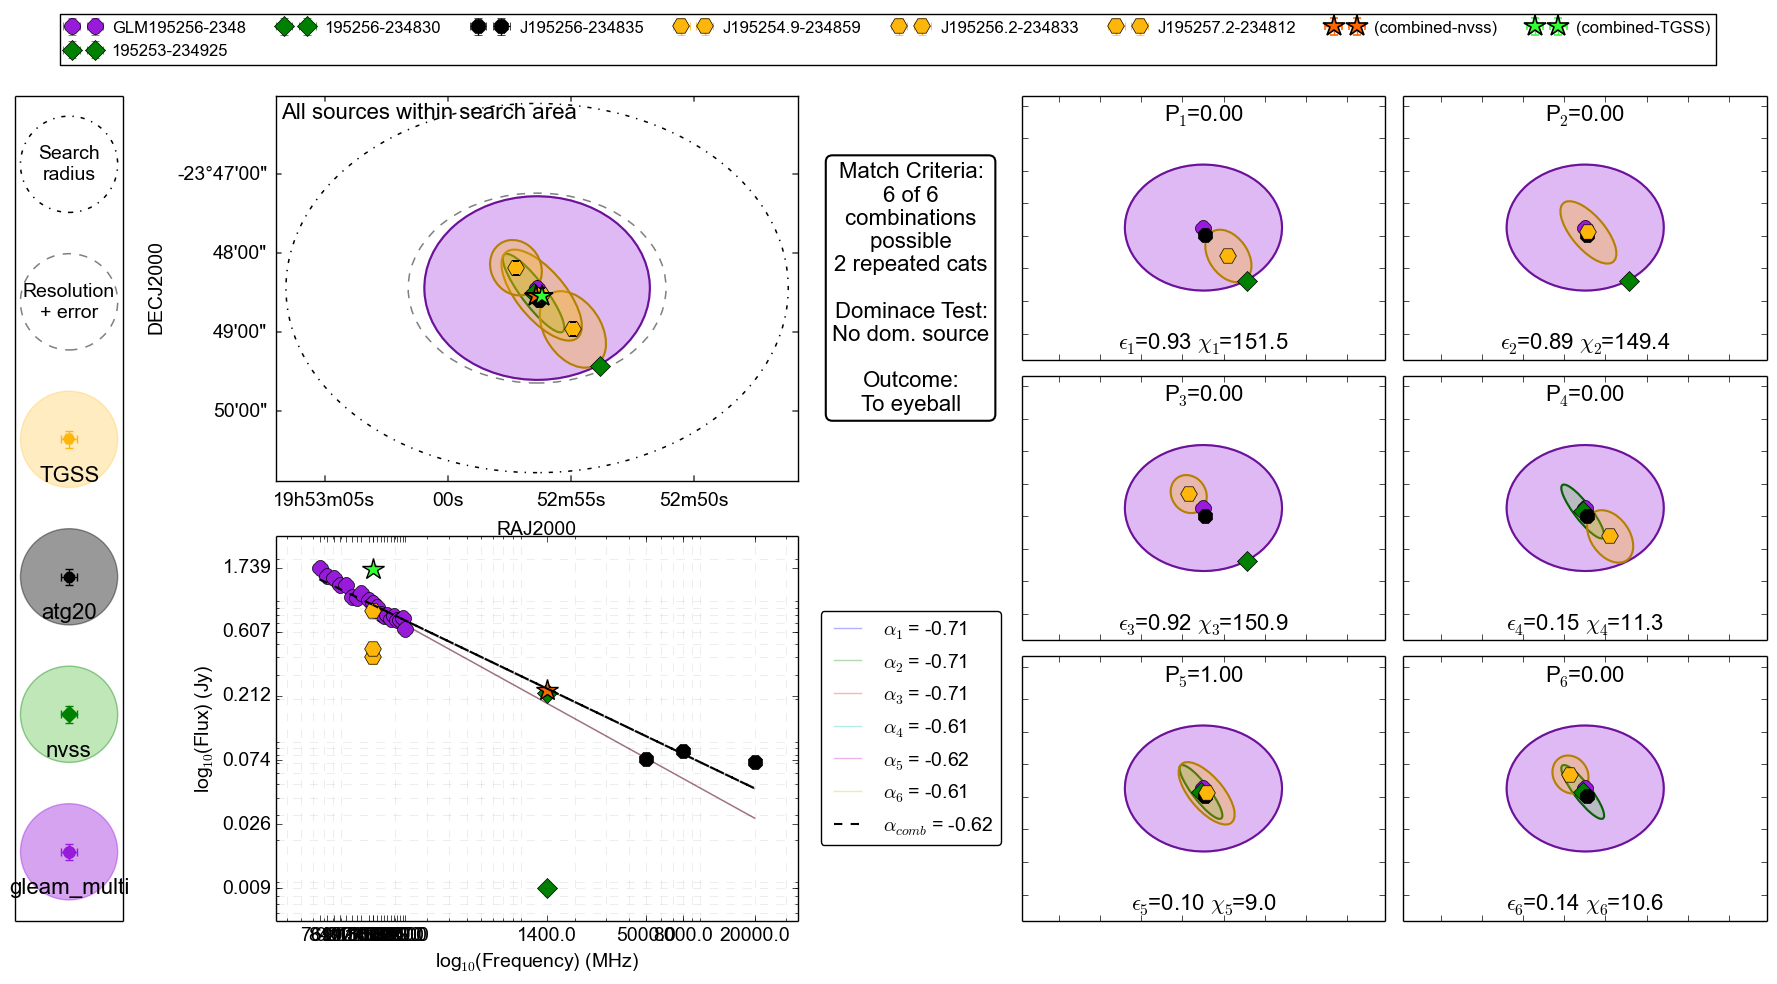 GLM195256-2348 195256-234830 J195256-234835 J195254.9-234859 J195256.2-234833 J195257.2-234812 (combined-nvss) (combined-TGSS)
195253-234925
Search
radius
Resolution
+ error
TGSS
atg20
nvss
gleam_multi
All sources within search area
DECJ2000
-23°47'00"
48'00"
49'00"
50'00"
19h53m05s 00s 52m55s 52m50s
RAJ2000
log10(Flux) (Jy)
1.739
0.607
0.212
0.074
0.026
0.009
1400.0 5000.0 8000.0 20000.0
log10(Frequency) (MHz)
Match Criteria:
6 of 6
combinations
possible
2 repeated cats
Dominace Test:
No dom. source
Outcome:
To eyeball
α1 = -0.71
α2 = -0.71
α3 = -0.71
α4 = -0.61
α5 = -0.62
α6 = -0.61
αcomb = -0.62
P1=0.00
ϵ1=0.93 χ1=151.5
P2=0.00
ϵ2=0.89 χ2=149.4
P3=0.00
ϵ3=0.92 χ3=150.9
P4=0.00
ϵ4=0.15 χ4=11.3
P5=1.00
ϵ5=0.10 χ5=9.0
P6=0.00
ϵ6=0.14 χ6=10.6